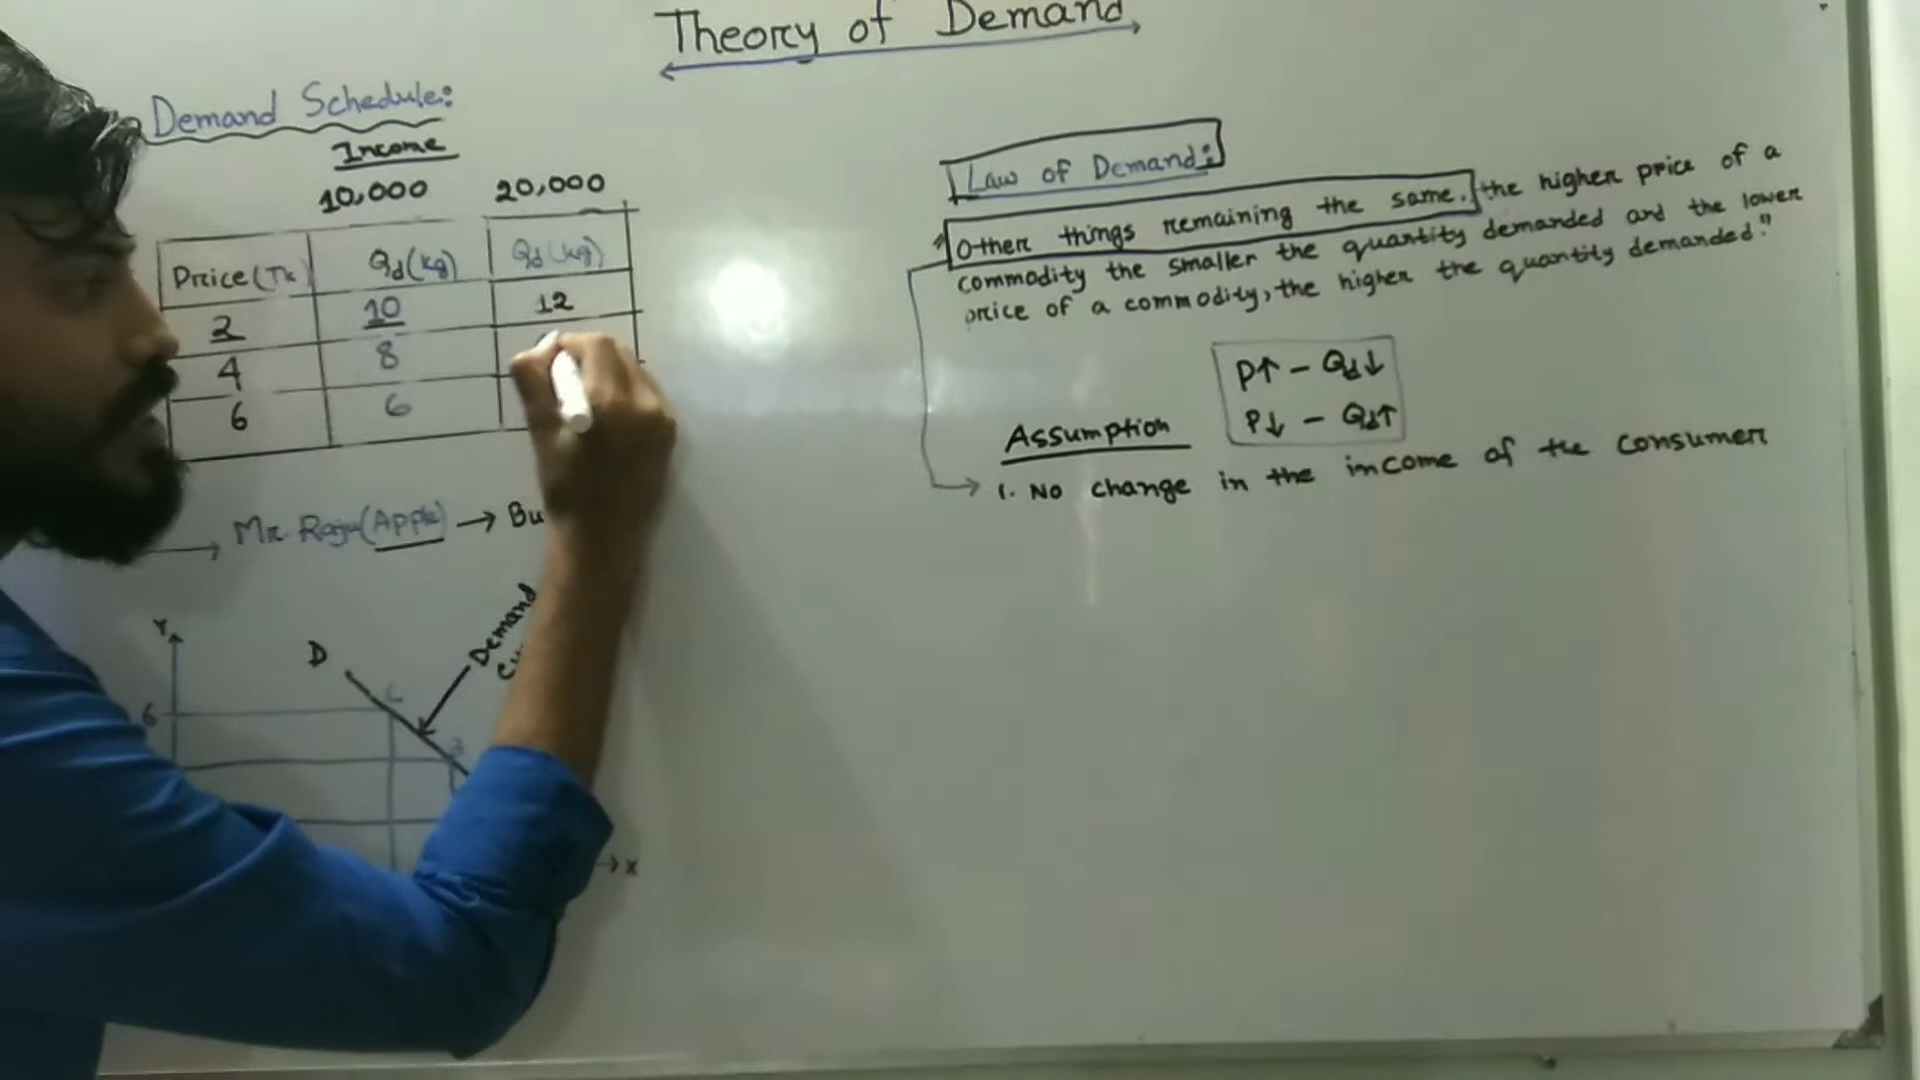 Theory of Demand
Demand Schedule:
Income
10,000 20,000
Price(Tk) Qd(kg) Qd(kg)
2 10 12
4 8
6 6
Mr. Raju(Apple) → Bu
Y
D
Demand
C
6
B
X
Law of Demand:
"Other things remaining the same, the higher price of a
commodity the smaller the quantity demanded and the lower
price of a commodity, the higher the quantity demanded."
P↑ - Qd↓
P↓ - Qd↑
Assumption
1. No change in the income of the consumer